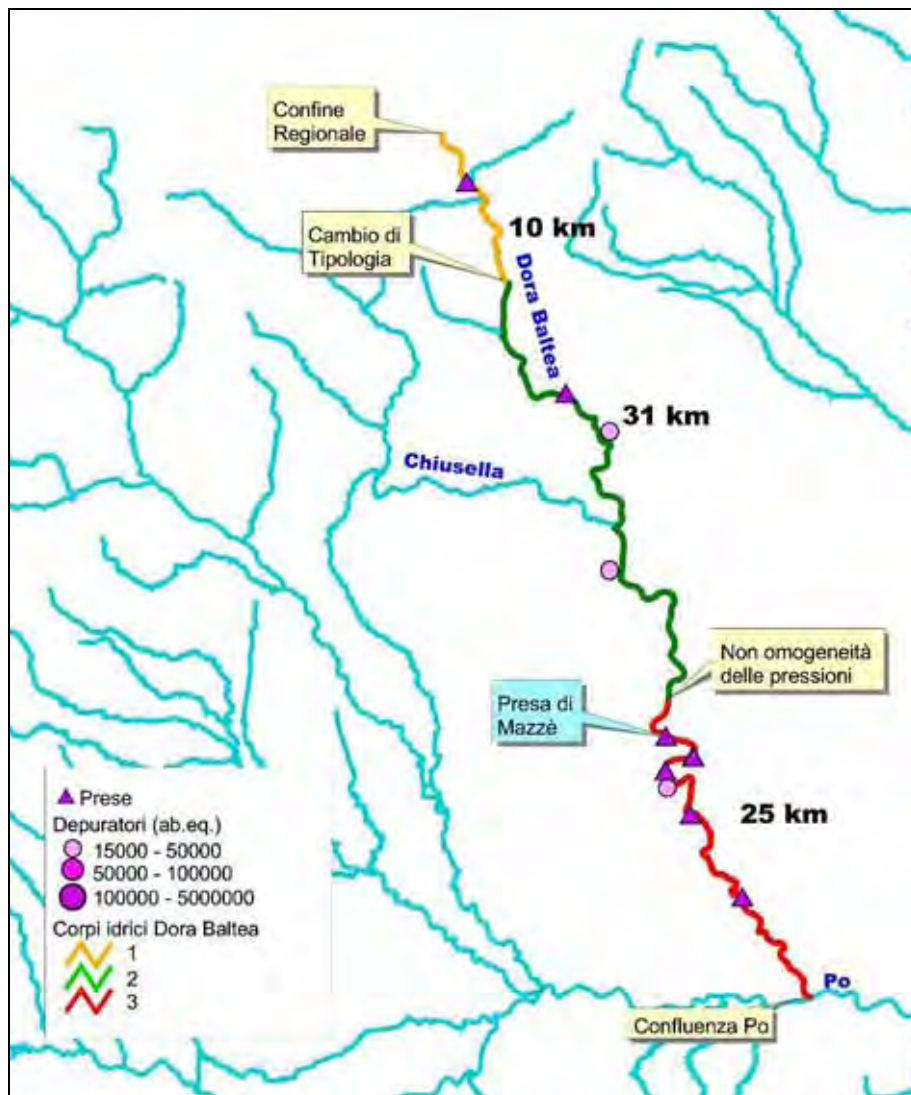 Confine
Regionale
10 km
Cambio di
Tipologia
Dora Baltea
31 km
Chiusella
Non omogeneità
delle pressioni
Presa di
Mazzè
25 km
Prese
Depuratori (ab.eq.)
15000 - 50000
50000 - 100000
100000 - 5000000
Corpi idrici Dora Baltea
1
2
3
Po
Confluenza Po